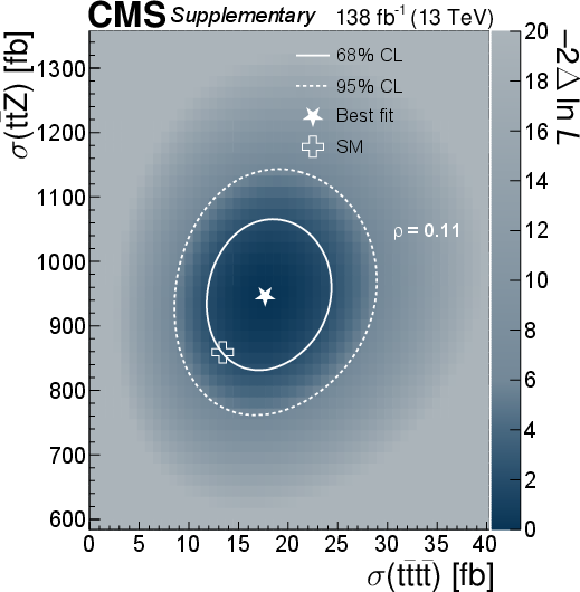 CMS Supplementary 138 fb⁻¹ (13 TeV)
σ(tt̄Z) [fb]
−2Δ ln L
68% CL
95% CL
Best fit
SM
ρ = 0.11
1300
1200
1100
1000
900
800
700
600
20
18
16
14
12
10
8
6
4
2
0
0 5 10 15 20 25 30 35 40
σ(tt̄tt̄) [fb]